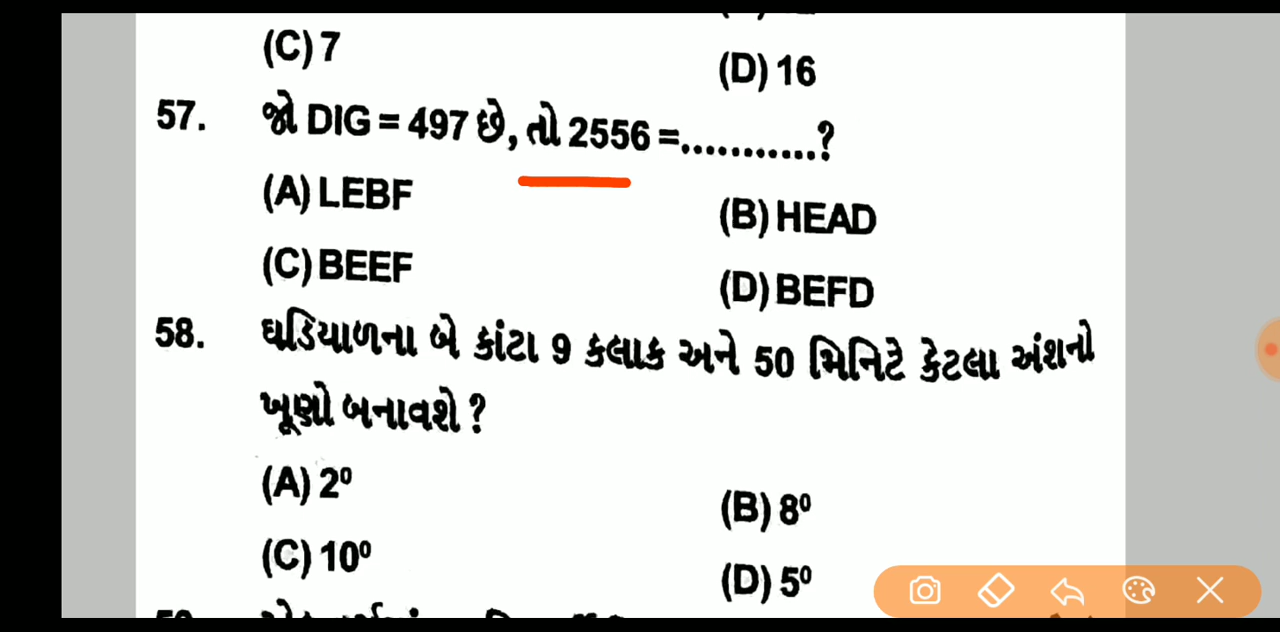 (C) 7
(D) 16
57. જો DIG = 497 છે, તો 2556 =............?
(A) LEBF
(B) HEAD
(C) BEEF
(D) BEFD
58. ઘડિયાળના બે કાંટા 9 કલાક અને 50 મિનિટે કેટલા અંશનો
ખૂણો બનાવશે ?
(A) 2⁰
(B) 8⁰
(C) 10⁰
(D) 5⁰